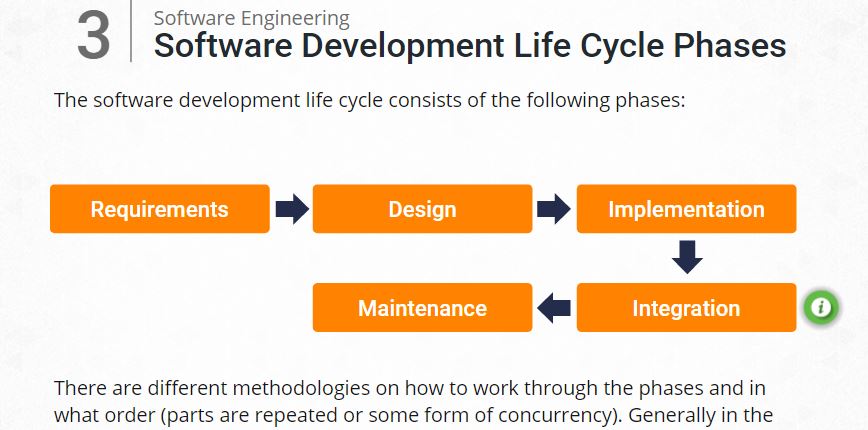 3
Software Engineering
Software Development Life Cycle Phases
The software development life cycle consists of the following phases:
Requirements
Design
Implementation
Integration
Maintenance
There are different methodologies on how to work through the phases and in
what order (parts are repeated or some form of concurrency). Generally in the